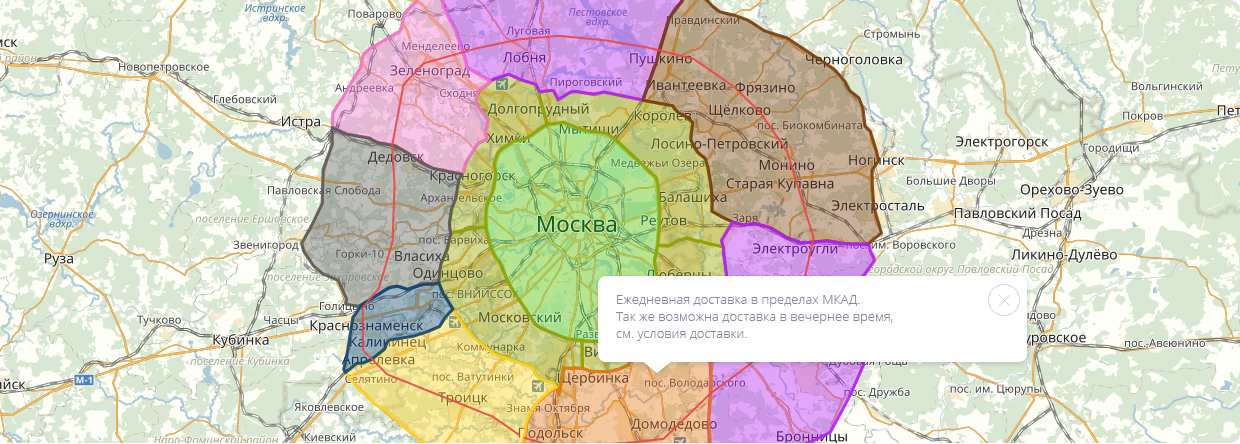 Истринское
вдхр.
Поварово
Пестовское
вдхр.
Правдинский
Луговая
Стромынь
Менделеево
Лобня
Пушкино
Черноголовка
Новопетровское
Зеленоград
Андреевка
Сходня
Пироговский
Ивантеевка
Фрязино
Вольгинский
Глебовский
Долгопрудный
Королев
Щёлково
Покров
Истра
Мытищи
пос. Биокомбината
Химки
Лосино-Петровский
Электрогорск
Городищи
Дедовск
Медвежьи Озера
Монино
Ногинск
Красногорск
Старая Купавна
Большие Дворы
Орехово-Зуево
Павловская Слобода
Архангельское
Балашиха
Электросталь
Павловский Посад
Озернинское
вдхр.
поселение Ершовское
Москва
Реутов
Заря
Дрезна
Звенигород
пос. Барвиха
Электроугли
пос. им. Воровского
Руза
Горки-10
Власиха
Ликино-Дулёво
Одинцово
Люберцы
городской округ Павловский Посад
пос. ВНИИССОК
Голицыно
Тучково
Часцы
Краснознаменск
Московский
Ежедневная доставка в пределах МКАД.
Так же возможна доставка в вечернее время,
см. условия доставки.
Кубинка
Калининец
Коммунарка
пос. Авсюнино
поселение Кубинка
Апрелевка
М-1
Селятино
пос. Ватутинки
Щербинка
пос. Володарского
пос. Дружба
пос. им. Цюрупы
Троицк
Яковлевское
Знамя Октября
Домодедово
Наро-Фоминский район
Киевский
Подольск
Бронницы